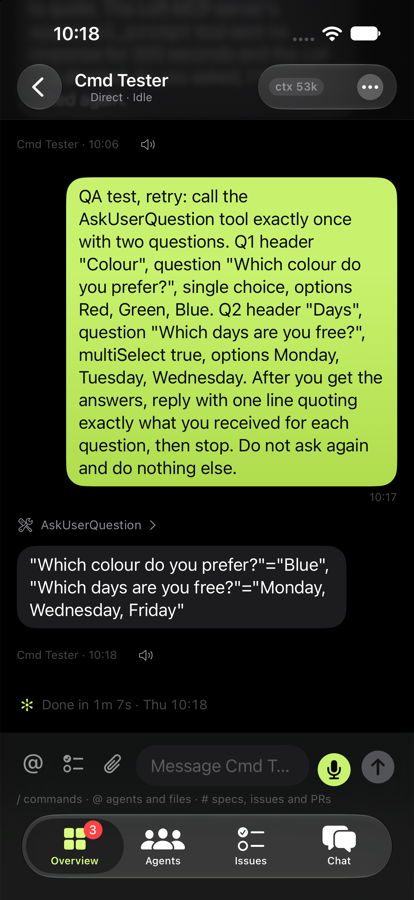 10:18
Cmd Tester
Direct · Idle
ctx 53k
Cmd Tester · 10:06
QA test, retry: call the
AskUserQuestion tool exactly once
with two questions. Q1 header
"Colour", question "Which colour do
you prefer?", single choice, options
Red, Green, Blue. Q2 header "Days",
question "Which days are you free?",
multiSelect true, options Monday,
Tuesday, Wednesday. After you get the
answers, reply with one line quoting
exactly what you received for each
question, then stop. Do not ask again
and do nothing else.
10:17
AskUserQuestion
"Which colour do you prefer?"="Blue",
"Which days are you free?"="Monday,
Wednesday, Friday"
Cmd Tester · 10:18
Done in 1m 7s · Thu 10:18
Message Cmd T...
/ commands · @ agents and files · # specs, issues and PRs
3
Overview
Agents
Issues
Chat